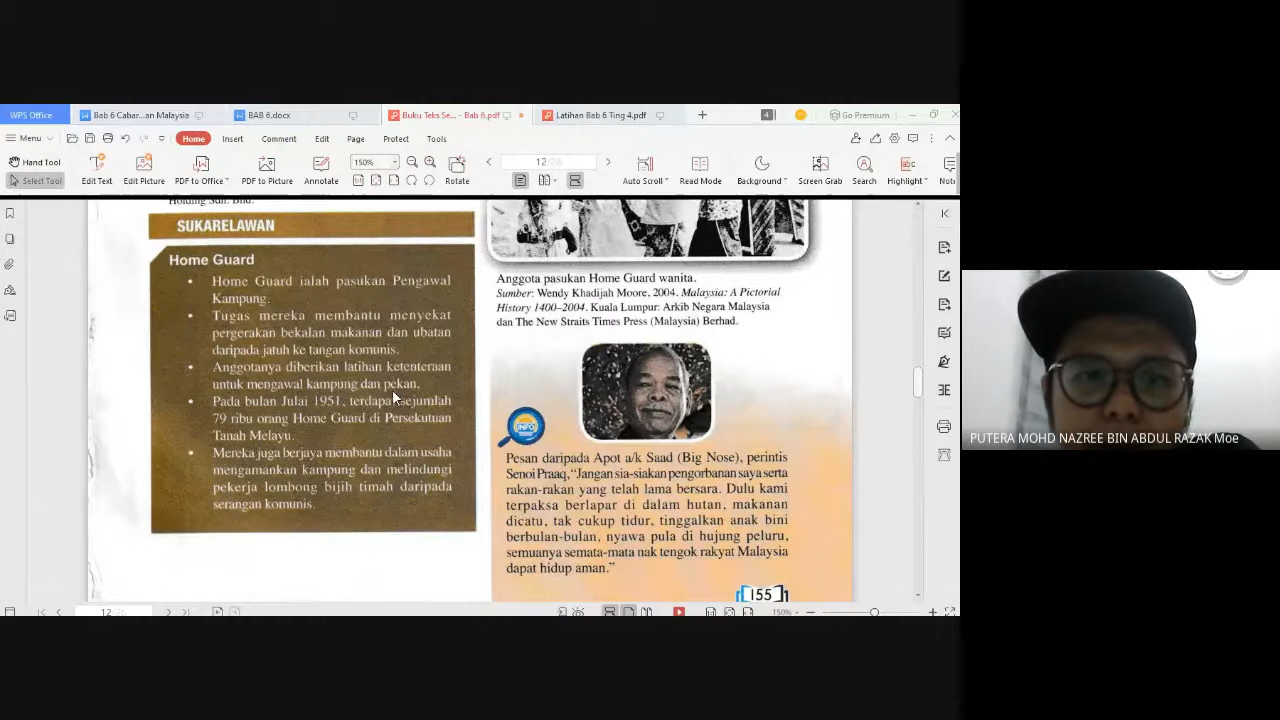 WPS Office
Bab 6 Cabar...an Malaysia
BAB 6.docx
Buku Teks Se... - Bab 6.pdf
Latihan Bab 6 Ting 4.pdf
4
Go Premium
Menu
Home
Insert
Comment
Edit
Page
Protect
Tools
Hand Tool
Select Tool
Edit Text
Edit Picture
PDF to Office
PDF to Picture
Annotate
150%
Rotate
12/26
Auto Scroll
Read Mode
Background
Screen Grab
Search
Highlight
Holding Sdn. Bhd.
SUKARELAWAN
Home Guard
• Home Guard ialah pasukan Pengawal
Kampung.
• Tugas mereka membantu menyekat
pergerakan bekalan makanan dan ubatan
daripada jatuh ke tangan komunis.
• Anggotanya diberikan latihan ketenteraan
untuk mengawal kampung dan pekan.
• Pada bulan Julai 1951, terdapat sejumlah
79 ribu orang Home Guard di Persekutuan
Tanah Melayu.
• Mereka juga berjaya membantu dalam usaha
mengamankan kampung dan melindungi
pekerja lombong bijih timah daripada
serangan komunis.
Anggota pasukan Home Guard wanita.
Sumber: Wendy Khadijah Moore, 2004. Malaysia: A Pictorial
History 1400–2004. Kuala Lumpur: Arkib Negara Malaysia
dan The New Straits Times Press (Malaysia) Berhad.
INFO
Pesan daripada Apot a/k Saad (Big Nose), perintis
Senoi Praaq, “Jangan sia-siakan pengorbanan saya serta
rakan-rakan yang telah lama bersara. Dulu kami
terpaksa berlapar di dalam hutan, makanan
dicatu, tak cukup tidur, tinggalkan anak bini
berbulan-bulan, nyawa pula di hujung peluru,
semuanya semata-mata nak tengok rakyat Malaysia
dapat hidup aman.”
155
150%
PUTERA MOHD NAZREE BIN ABDUL RAZAK Moe